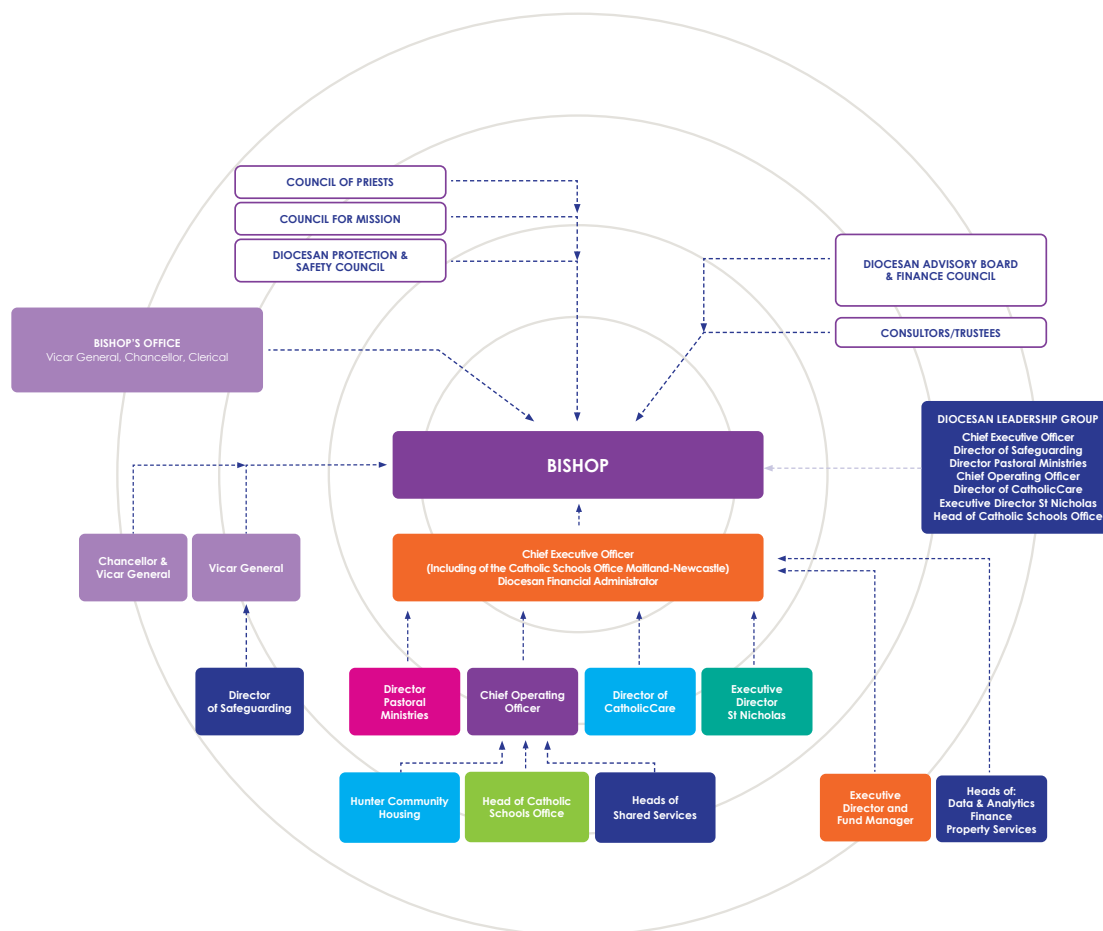 COUNCIL OF PRIESTS
COUNCIL FOR MISSION
DIOCESAN PROTECTION &
SAFETY COUNCIL
DIOCESAN ADVISORY BOARD
& FINANCE COUNCIL
CONSULTORS/TRUSTEES
BISHOP'S OFFICE
Vicar General, Chancellor, Clerical
DIOCESAN LEADERSHIP GROUP
Chief Executive Officer
Director of Safeguarding
Director Pastoral Ministries
Chief Operating Officer
Director of CatholicCare
Executive Director St Nicholas
Head of Catholic Schools Office
BISHOP
Chancellor &
Vicar General
Vicar General
Chief Executive Officer
(Including of the Catholic Schools Office Maitland-Newcastle)
Diocesan Financial Administrator
Director
of Safeguarding
Director
Pastoral
Ministries
Chief Operating
Officer
Director of
CatholicCare
Executive
Director
St Nicholas
Hunter Community
Housing
Head of Catholic
Schools Office
Heads of
Shared Services
Executive
Director and
Fund Manager
Heads of:
Data & Analytics
Finance
Property Services